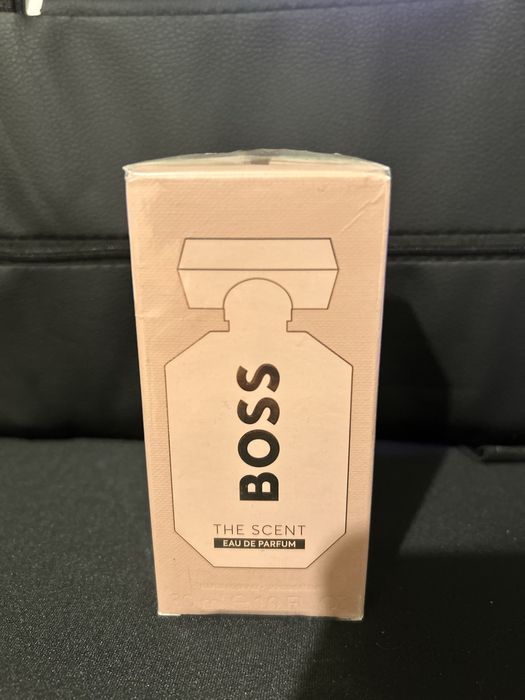 BOSS
THE SCENT
EAU DE PARFUM